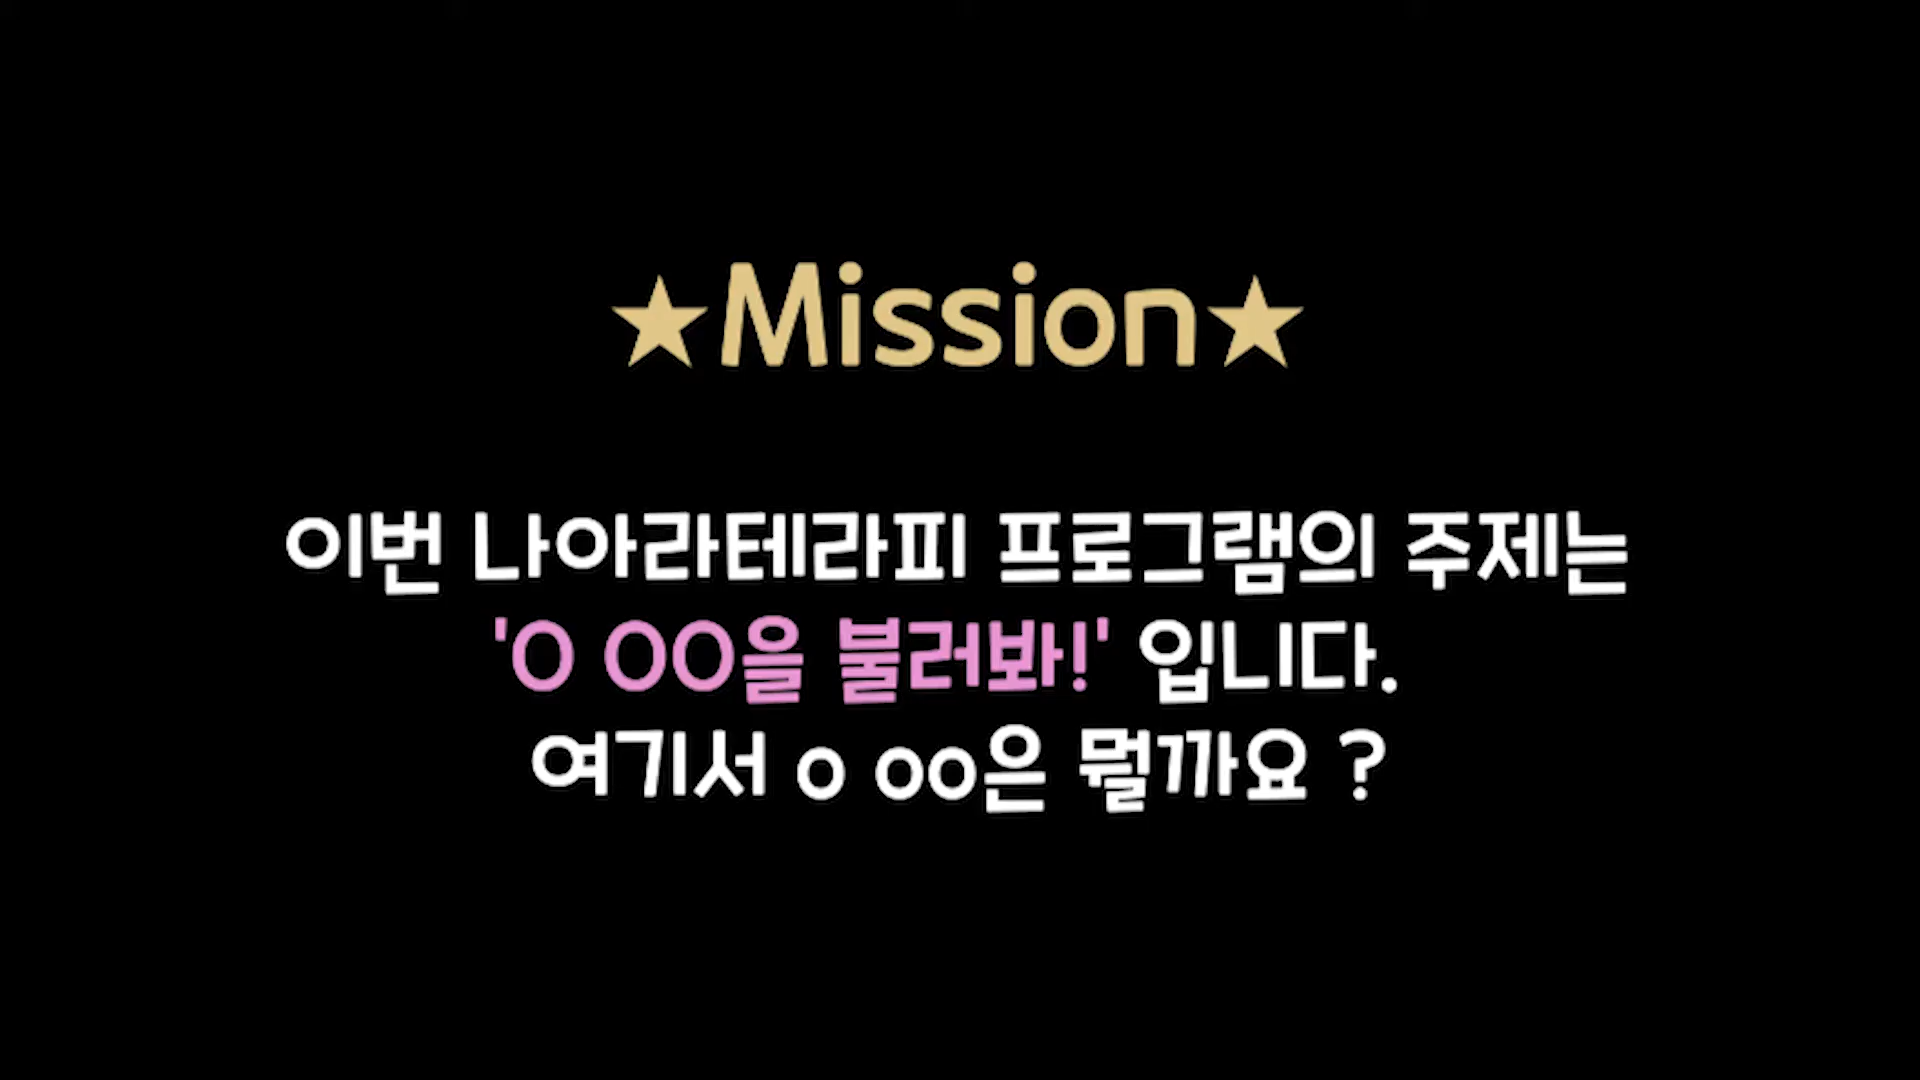 ★Mission★
이번 나아라테라피 프로그램의 주제는
'O OO을 불러봐!' 입니다.
여기서 o oo은 뭘까요 ?